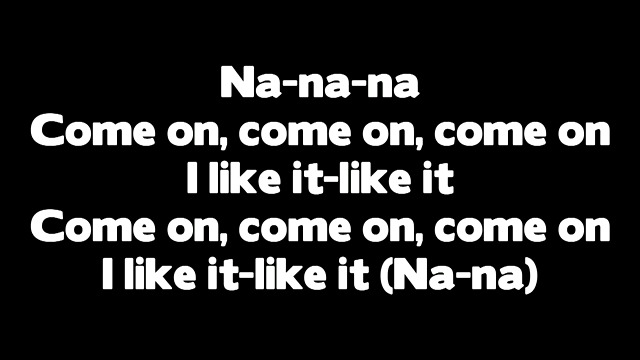 Na-na-na
Come on, come on, come on
I like it-like it
Come on, come on, come on
I like it-like it (Na-na)